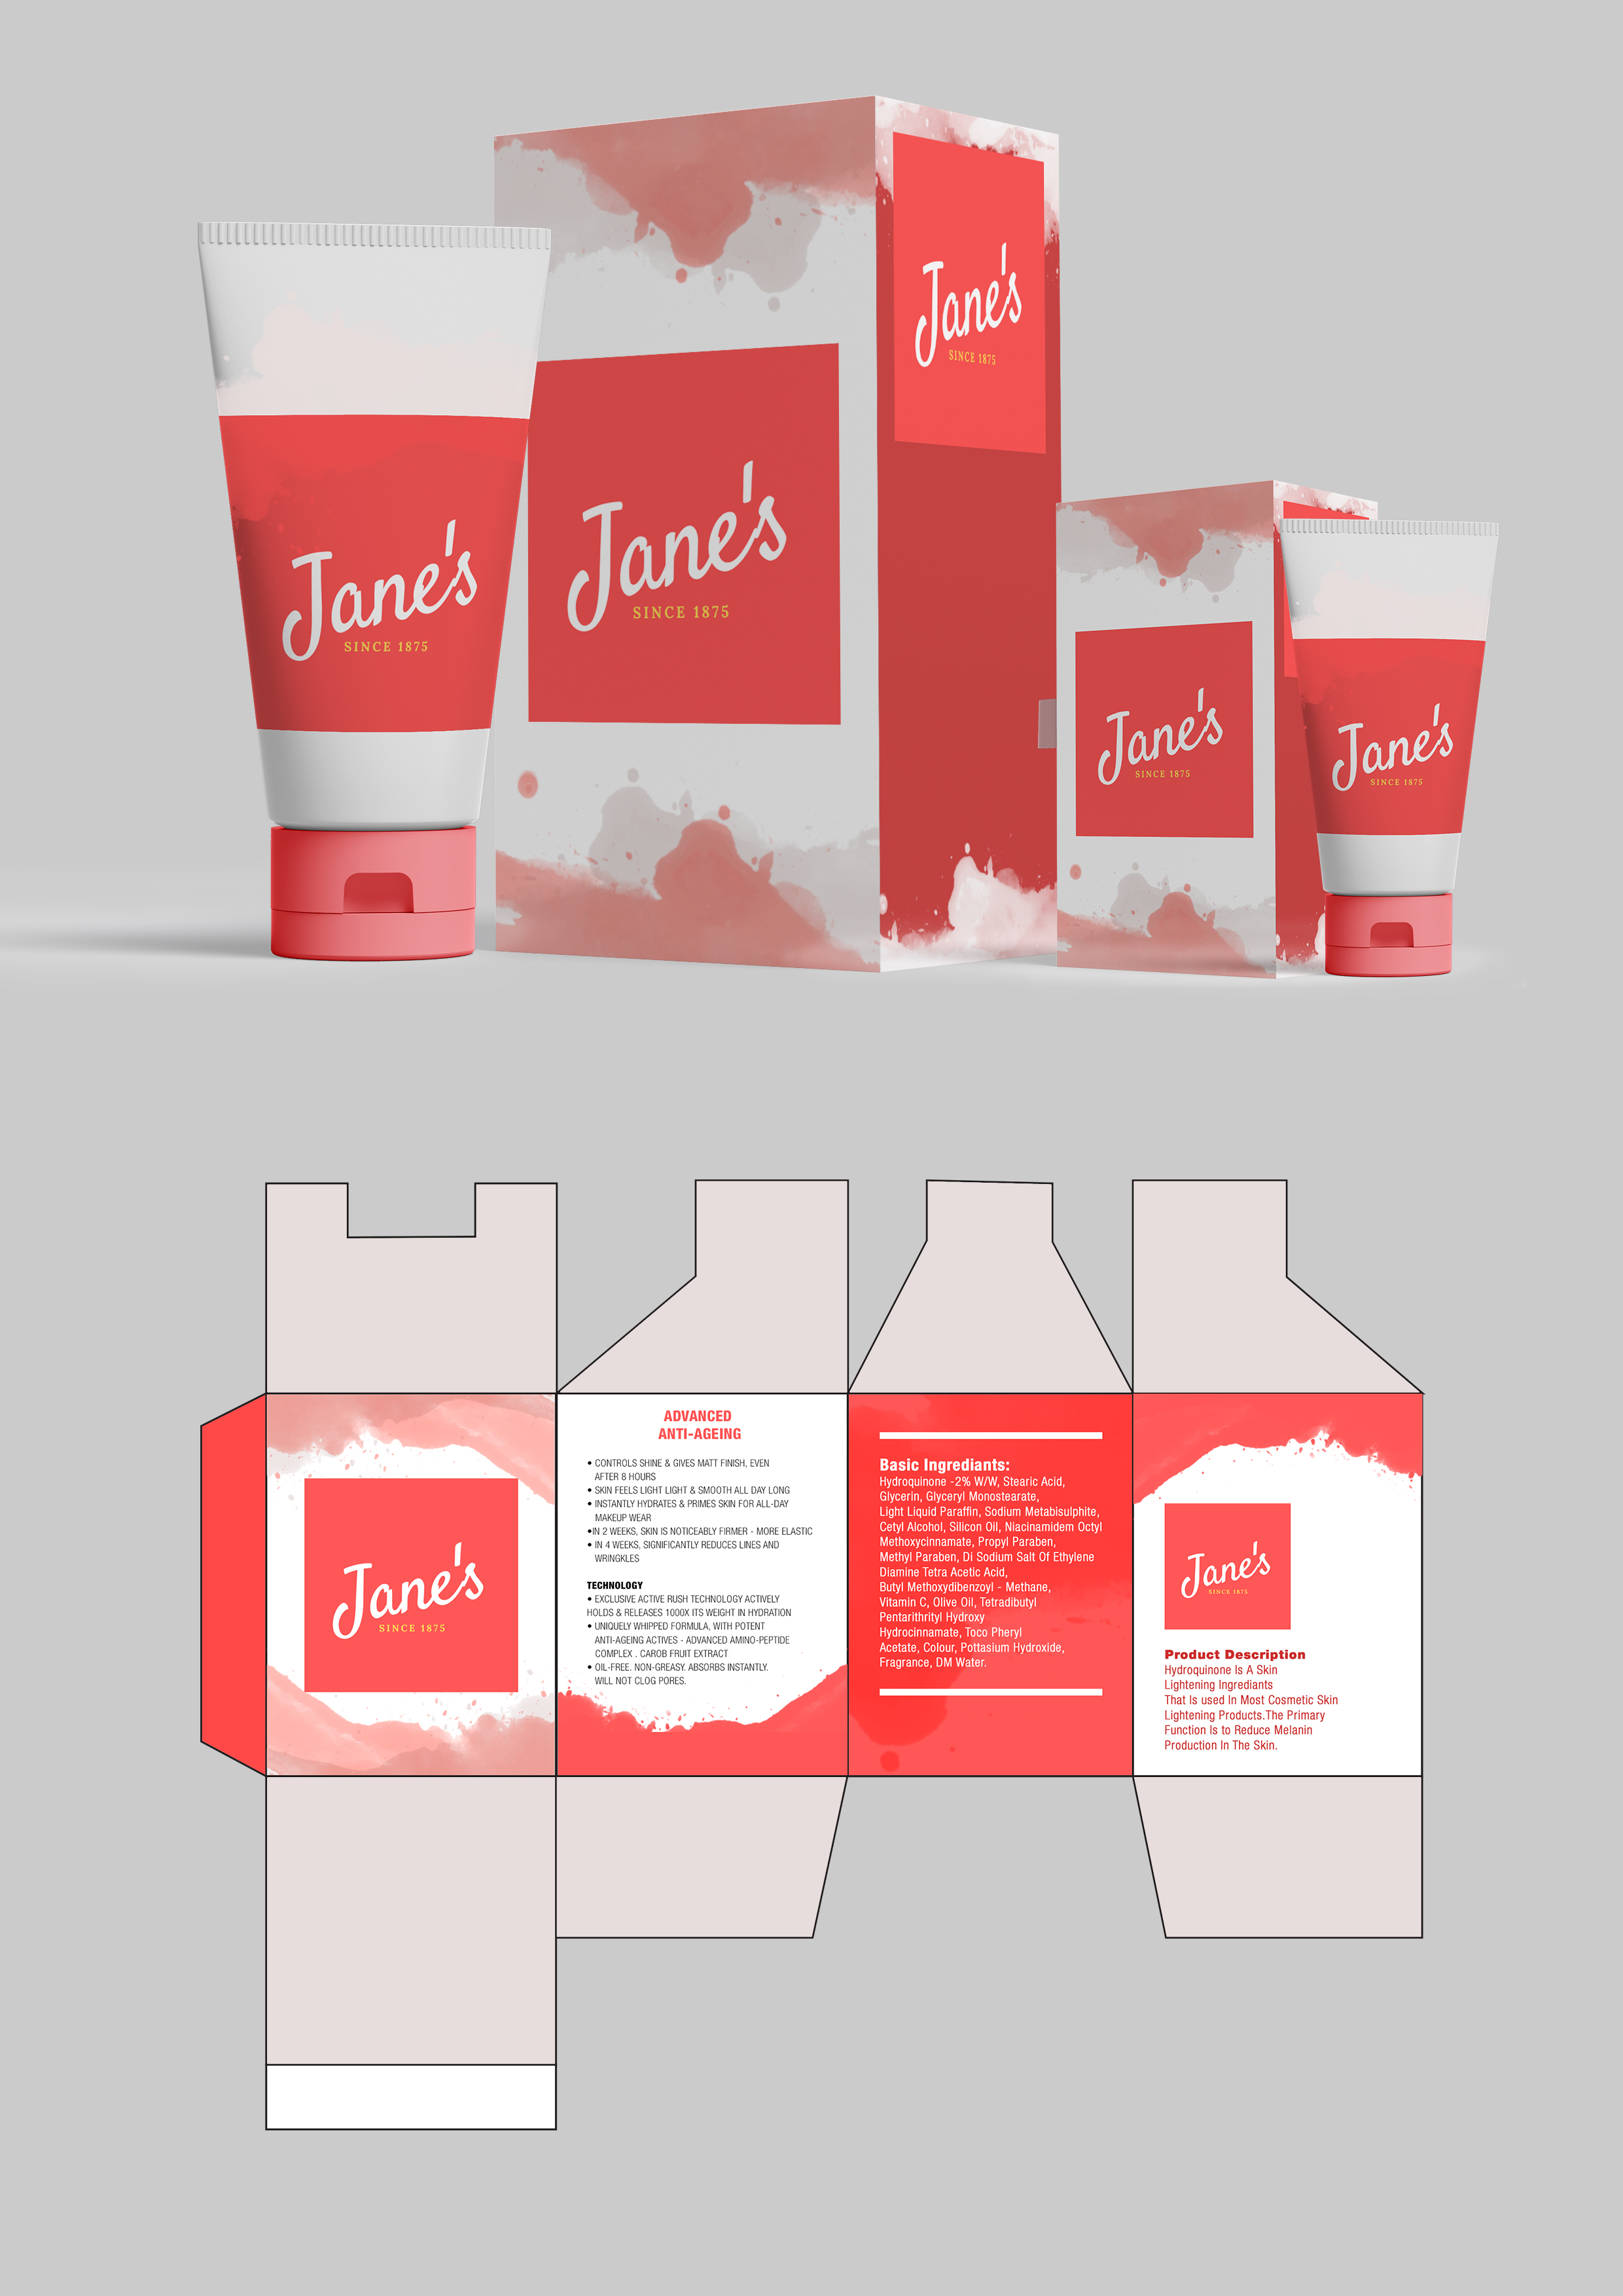 Jane's
SINCE 1875
Jane's
SINCE 1875
Jane's
SINCE 1875
Jane's
SINCE 1875
Jane's
SINCE 1875
Jane's
SINCE 1875
ADVANCED
ANTI-AGEING
• CONTROLS SHINE & GIVES MATT FINISH, EVEN
AFTER 8 HOURS
• SKIN FEELS LIGHT LIGHT & SMOOTH ALL DAY LONG
• INSTANTLY HYDRATES & PRIMES SKIN FOR ALL-DAY
MAKEUP WEAR
•IN 2 WEEKS, SKIN IS NOTICEABLY FIRMER - MORE ELASTIC
• IN 4 WEEKS, SIGNIFICANTLY REDUCES LINES AND
WRINGKLES
TECHNOLOGY
• EXCLUSIVE ACTIVE RUSH TECHNOLOGY ACTIVELY
HOLDS & RELEASES 1000X ITS WEIGHT IN HYDRATION
• UNIQUELY WHIPPED FORMULA, WITH POTENT
ANTI-AGEING ACTIVES - ADVANCED AMINO-PEPTIDE
COMPLEX . CAROB FRUIT EXTRACT
• OIL-FREE. NON-GREASY. ABSORBS INSTANTLY.
WILL NOT CLOG PORES.
Basic Ingrediants:
Hydroquinone -2% W/W, Stearic Acid,
Glycerin, Glyceryl Monostearate,
Light Liquid Paraffin, Sodium Metabisulphite,
Cetyl Alcohol, Silicon Oil, Niacinamidem Octyl
Methoxycinnamate, Propyl Paraben,
Methyl Paraben, Di Sodium Salt Of Ethylene
Diamine Tetra Acetic Acid,
Butyl Methoxydibenzoyl - Methane,
Vitamin C, Olive Oil, Tetradibutyl
Pentarithrityl Hydroxy
Hydrocinnamate, Toco Pheryl
Acetate, Colour, Pottasium Hydroxide,
Fragrance, DM Water.
Jane's
SINCE 1875
Product Description
Hydroquinone Is A Skin
Lightening Ingrediants
That Is used In Most Cosmetic Skin
Lightening Products.The Primary
Function Is to Reduce Melanin
Production In The Skin.